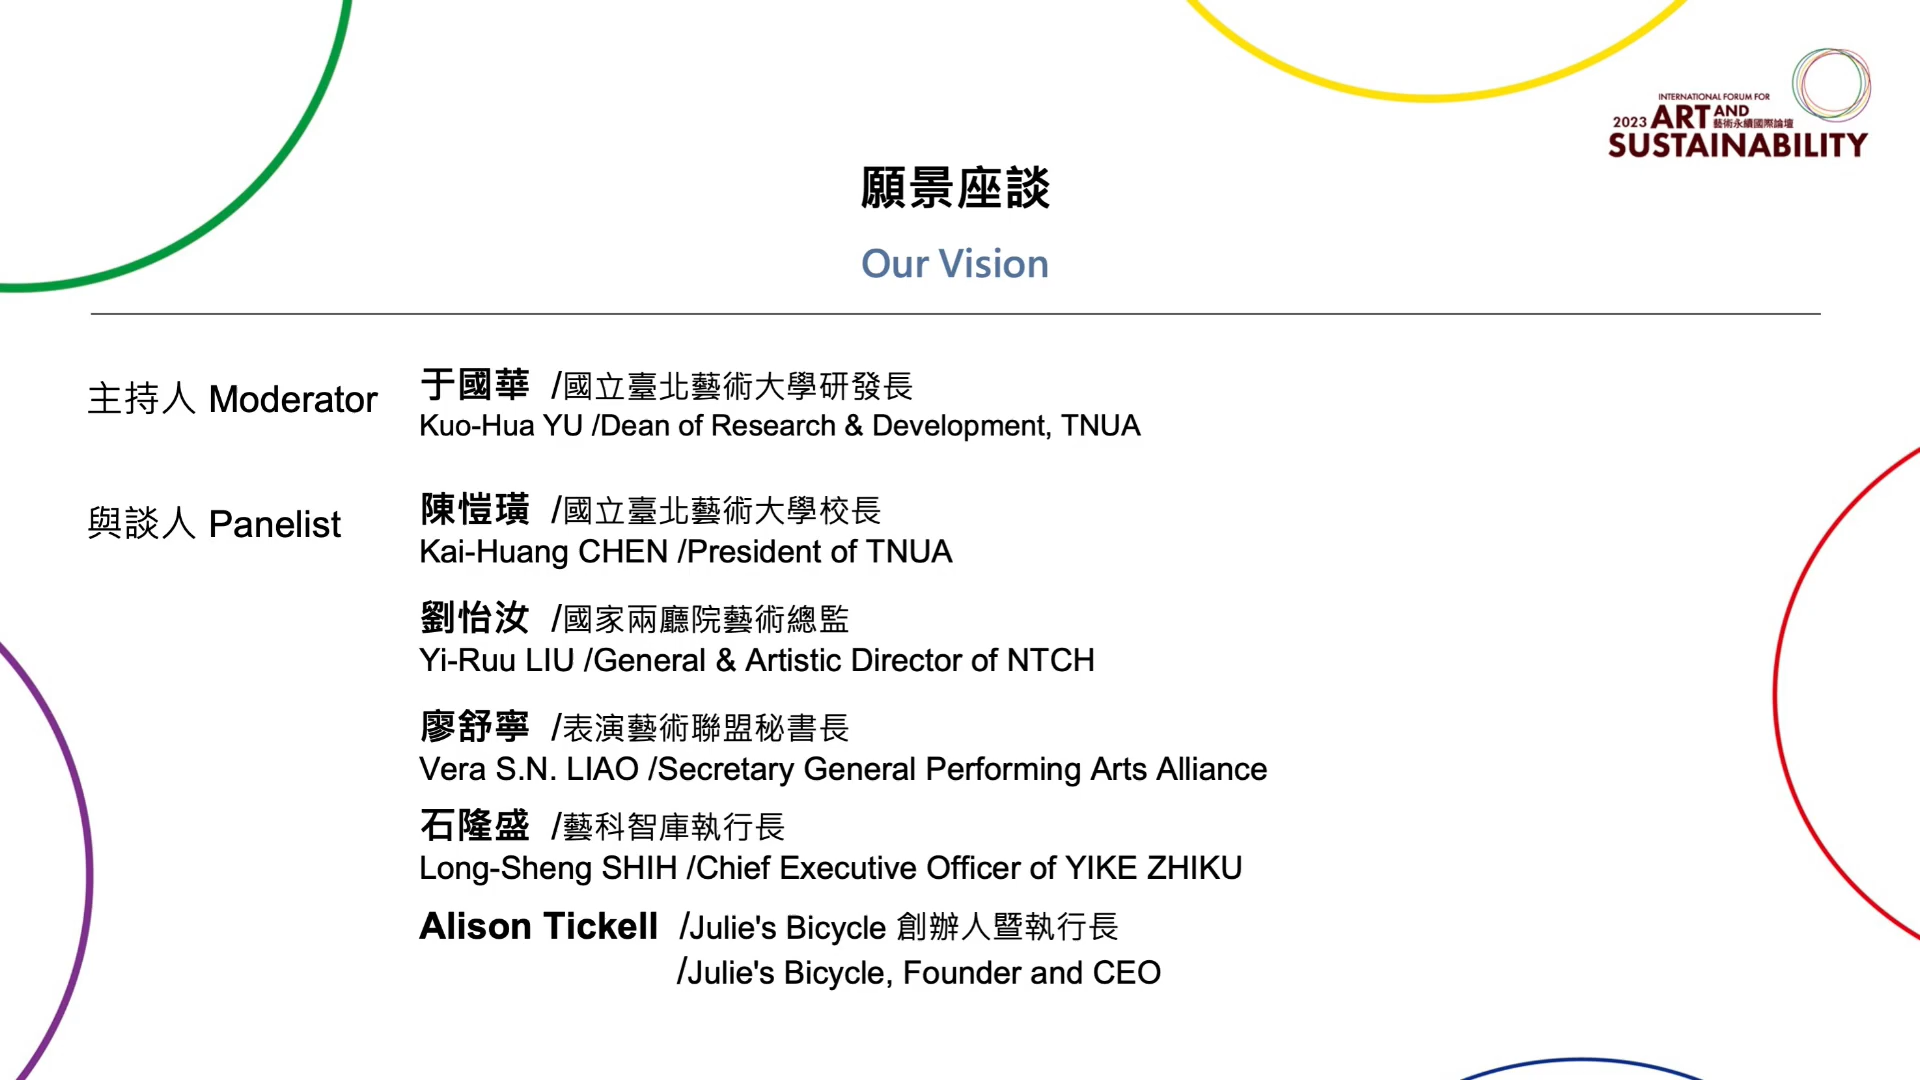 INTERNATIONAL FORUM FOR
2023 ART AND
藝術永續國際論壇
SUSTAINABILITY
願景座談
Our Vision
主持人 Moderator
于國華 /國立臺北藝術大學研發長
Kuo-Hua YU /Dean of Research & Development, TNUA
與談人 Panelist
陳愷璜 /國立臺北藝術大學校長
Kai-Huang CHEN /President of TNUA
劉怡汝 /國家兩廳院藝術總監
Yi-Ruu LIU /General & Artistic Director of NTCH
廖舒寧 /表演藝術聯盟秘書長
Vera S.N. LIAO /Secretary General Performing Arts Alliance
石隆盛 /藝科智庫執行長
Long-Sheng SHIH /Chief Executive Officer of YIKE ZHIKU
Alison Tickell /Julie's Bicycle 創辦人暨執行長
/Julie's Bicycle, Founder and CEO